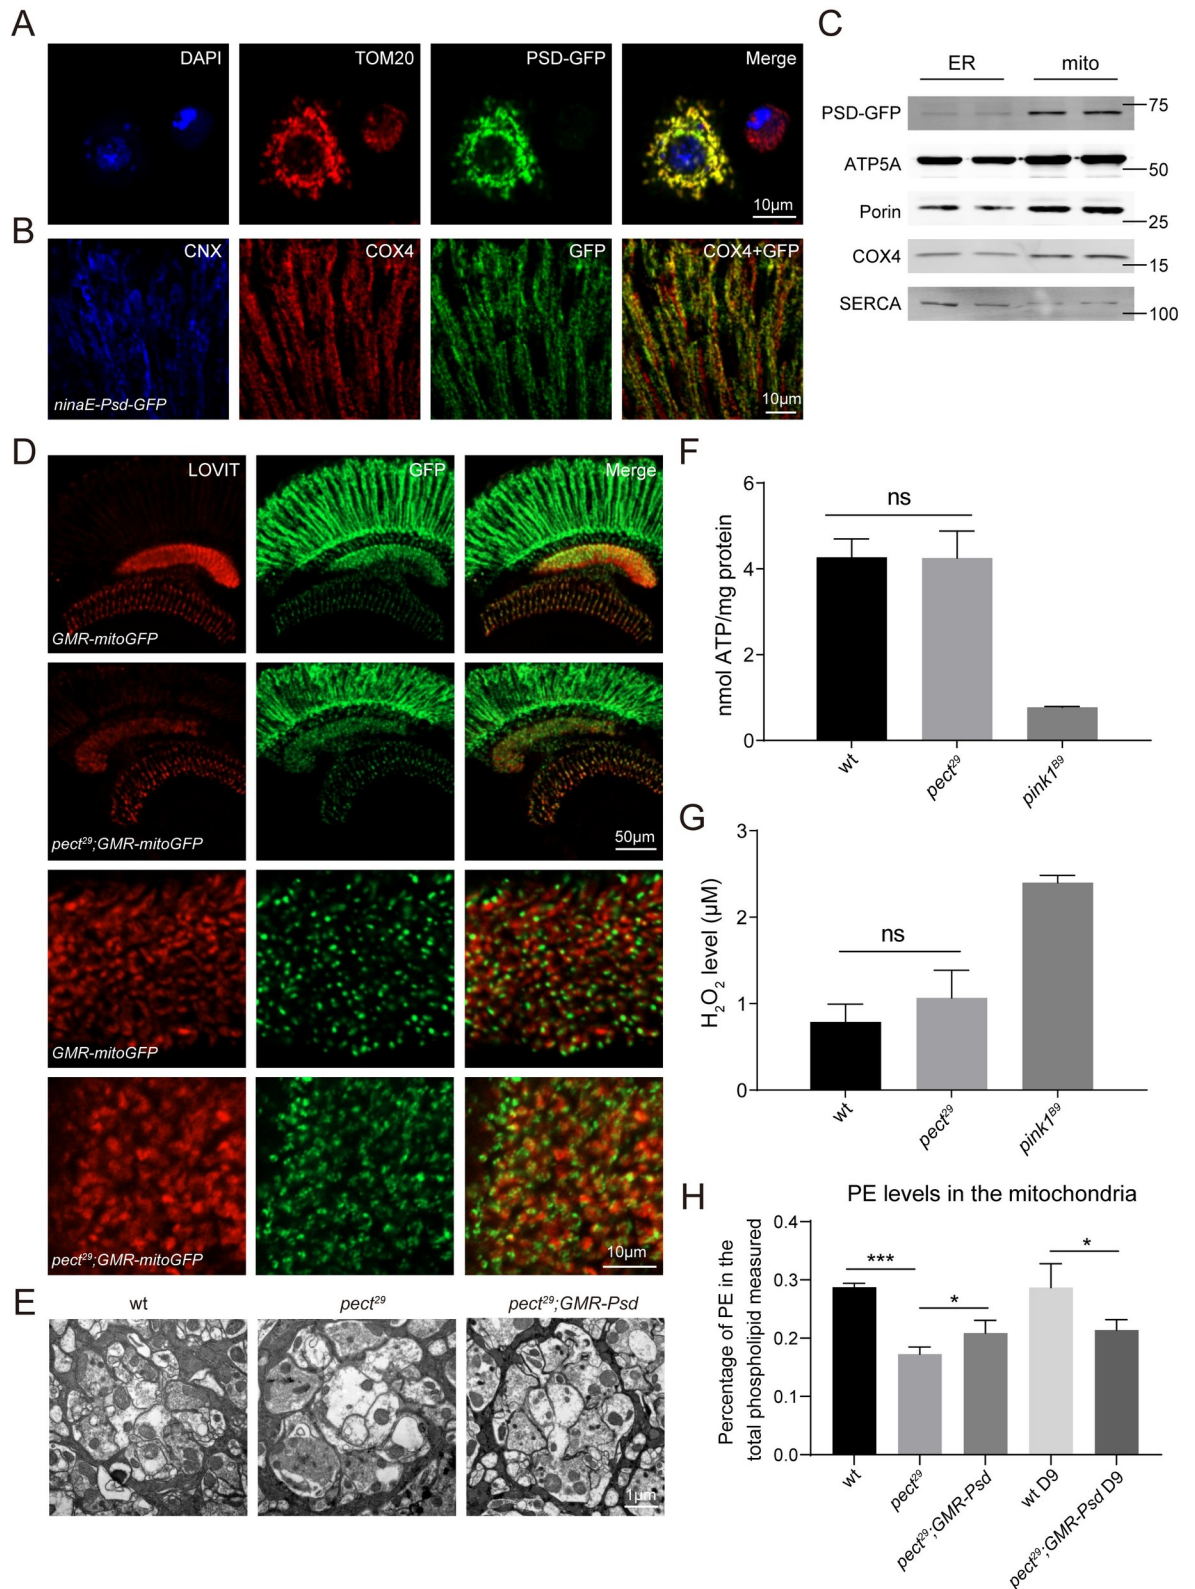 A
DAPI
TOM20
PSD-GFP
Merge
10µm
B
CNX
COX4
GFP
COX4+GFP
ninaE-Psd-GFP
10µm
C
ER
mito
PSD-GFP
75
ATP5A
50
Porin
25
COX4
15
SERCA
100
D
LOVIT
GFP
Merge
GMR-mitoGFP
pect²⁹;GMR-mitoGFP
50µm
GMR-mitoGFP
pect²⁹;GMR-mitoGFP
10µm
E
wt
pect²⁹
pect²⁹;GMR-Psd
1µm
F
nmol ATP/mg protein
6
4
2
0
ns
wt
pect²⁹
pink1ᴮ⁹
G
H₂O₂ level (µM)
3
2
1
0
ns
wt
pect²⁹
pink1ᴮ⁹
H
PE levels in the mitochondria
Percentage of PE in the
total phospholipid measured
0.4
0.3
0.2
0.1
0.0
***
*
*
wt
pect²⁹
pect²⁹;GMR-Psd
wt D9
pect²⁹;GMR-Psd D9